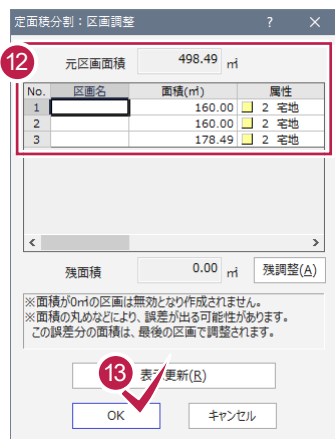 定面積分割：区画調整 ? ×
12
元区画面積 498.49 ㎡
No. 区画名 面積(㎡) 属性
1 160.00 2 宅地
2 160.00 2 宅地
3 178.49 2 宅地
< >
残面積 0.00 ㎡ 残調整(A)
※面積が0㎡の区画は無効となり作成されません。
※面積の丸めなどにより、誤差が出る可能性があります。
この誤差分の面積は、最後の区画で調整されます。
13 表示更新(R)
OK キャンセル